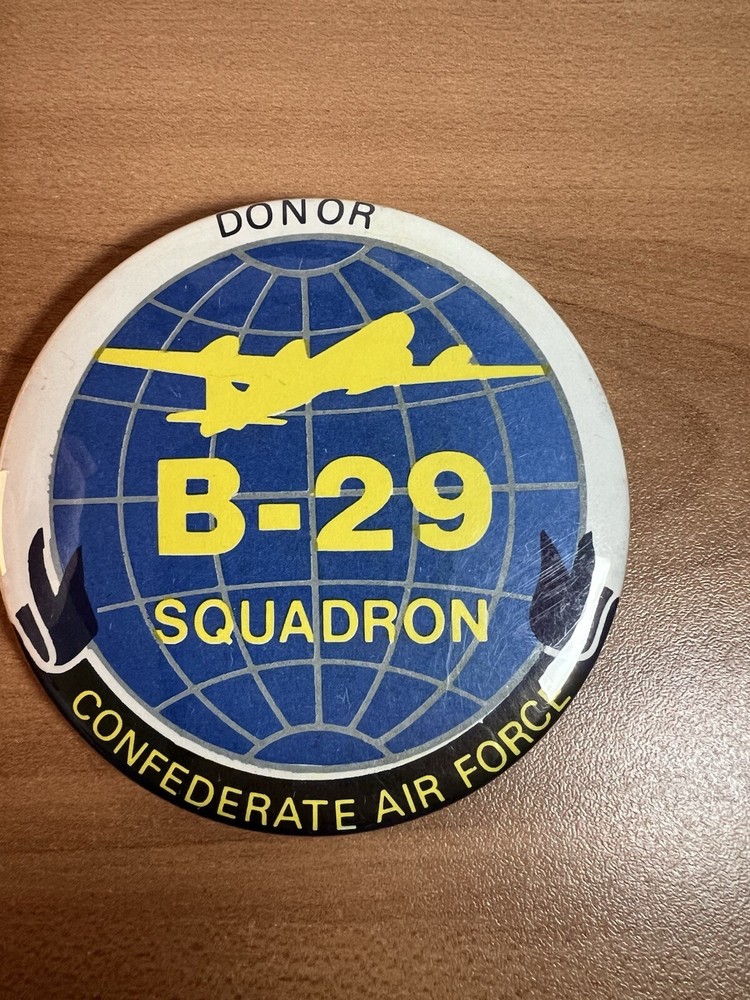 DONOR
B-29
SQUADRON
CONFEDERATE AIR FORCE